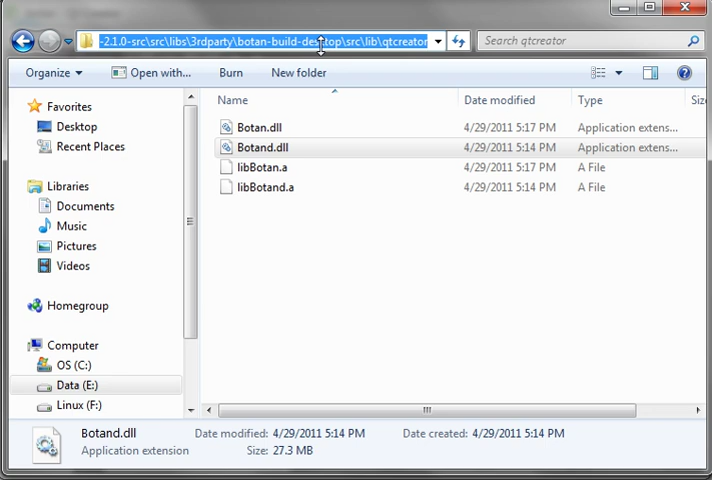 -2.1.0-src\src\libs\3rdparty\botan-build-desktop\src\lib\qtcreator
Search qtcreator
Organize Open with... Burn New folder
Name Date modified Type Siz
Favorites
Desktop
Recent Places
Libraries
Documents
Music
Pictures
Videos
Homegroup
Computer
OS (C:)
Data (E:)
Linux (F:)
Botan.dll 4/29/2011 5:17 PM Application extens...
Botand.dll 4/29/2011 5:14 PM Application extens...
libBotan.a 4/29/2011 5:17 PM A File
libBotand.a 4/29/2011 5:14 PM A File
Botand.dll Date modified: 4/29/2011 5:14 PM Date created: 4/29/2011 5:14 PM
Application extension Size: 27.3 MB